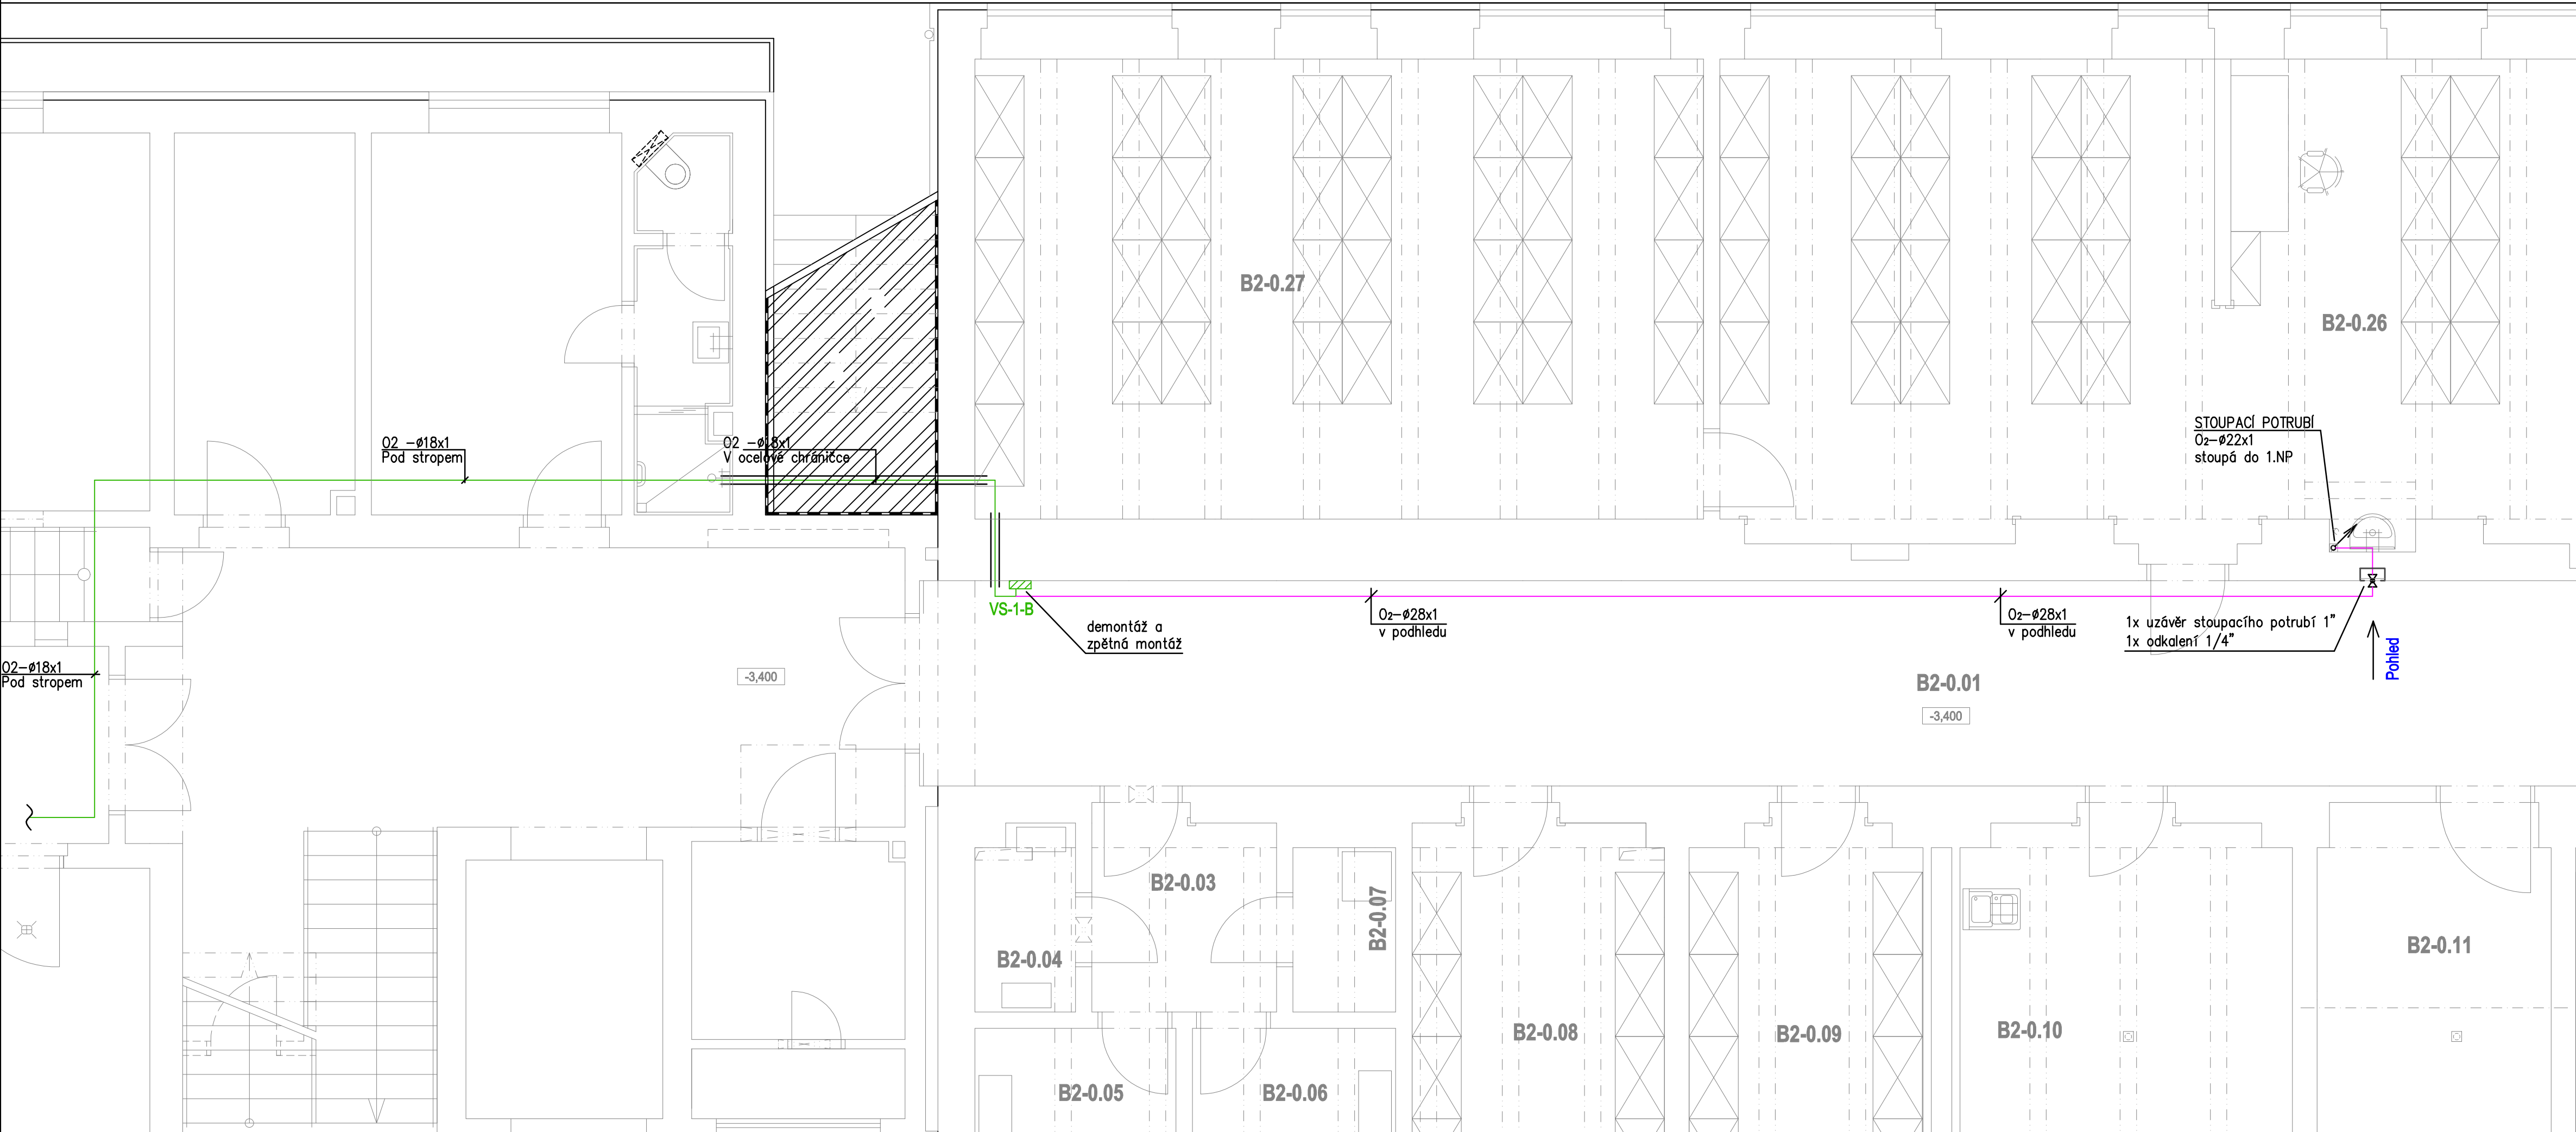 B2-0.27
B2-0.26
STOUPACÍ POTRUBÍ
O₂-ø22x1
stoupá do 1.NP
O2 -ø18x1
Pod stropem
O2 -ø18x1
V ocelové chráničce
VS-1-B
demontáž a
zpětná montáž
O₂-ø28x1
v podhledu
O₂-ø28x1
v podhledu
1x uzávěr stoupacího potrubí 1"
1x odkalení 1/4"
Pohled
O2-ø18x1
Pod stropem
-3,400
B2-0.01
-3,400
B2-0.03
B2-0.07
B2-0.04
B2-0.11
B2-0.08
B2-0.09
B2-0.10
B2-0.05
B2-0.06